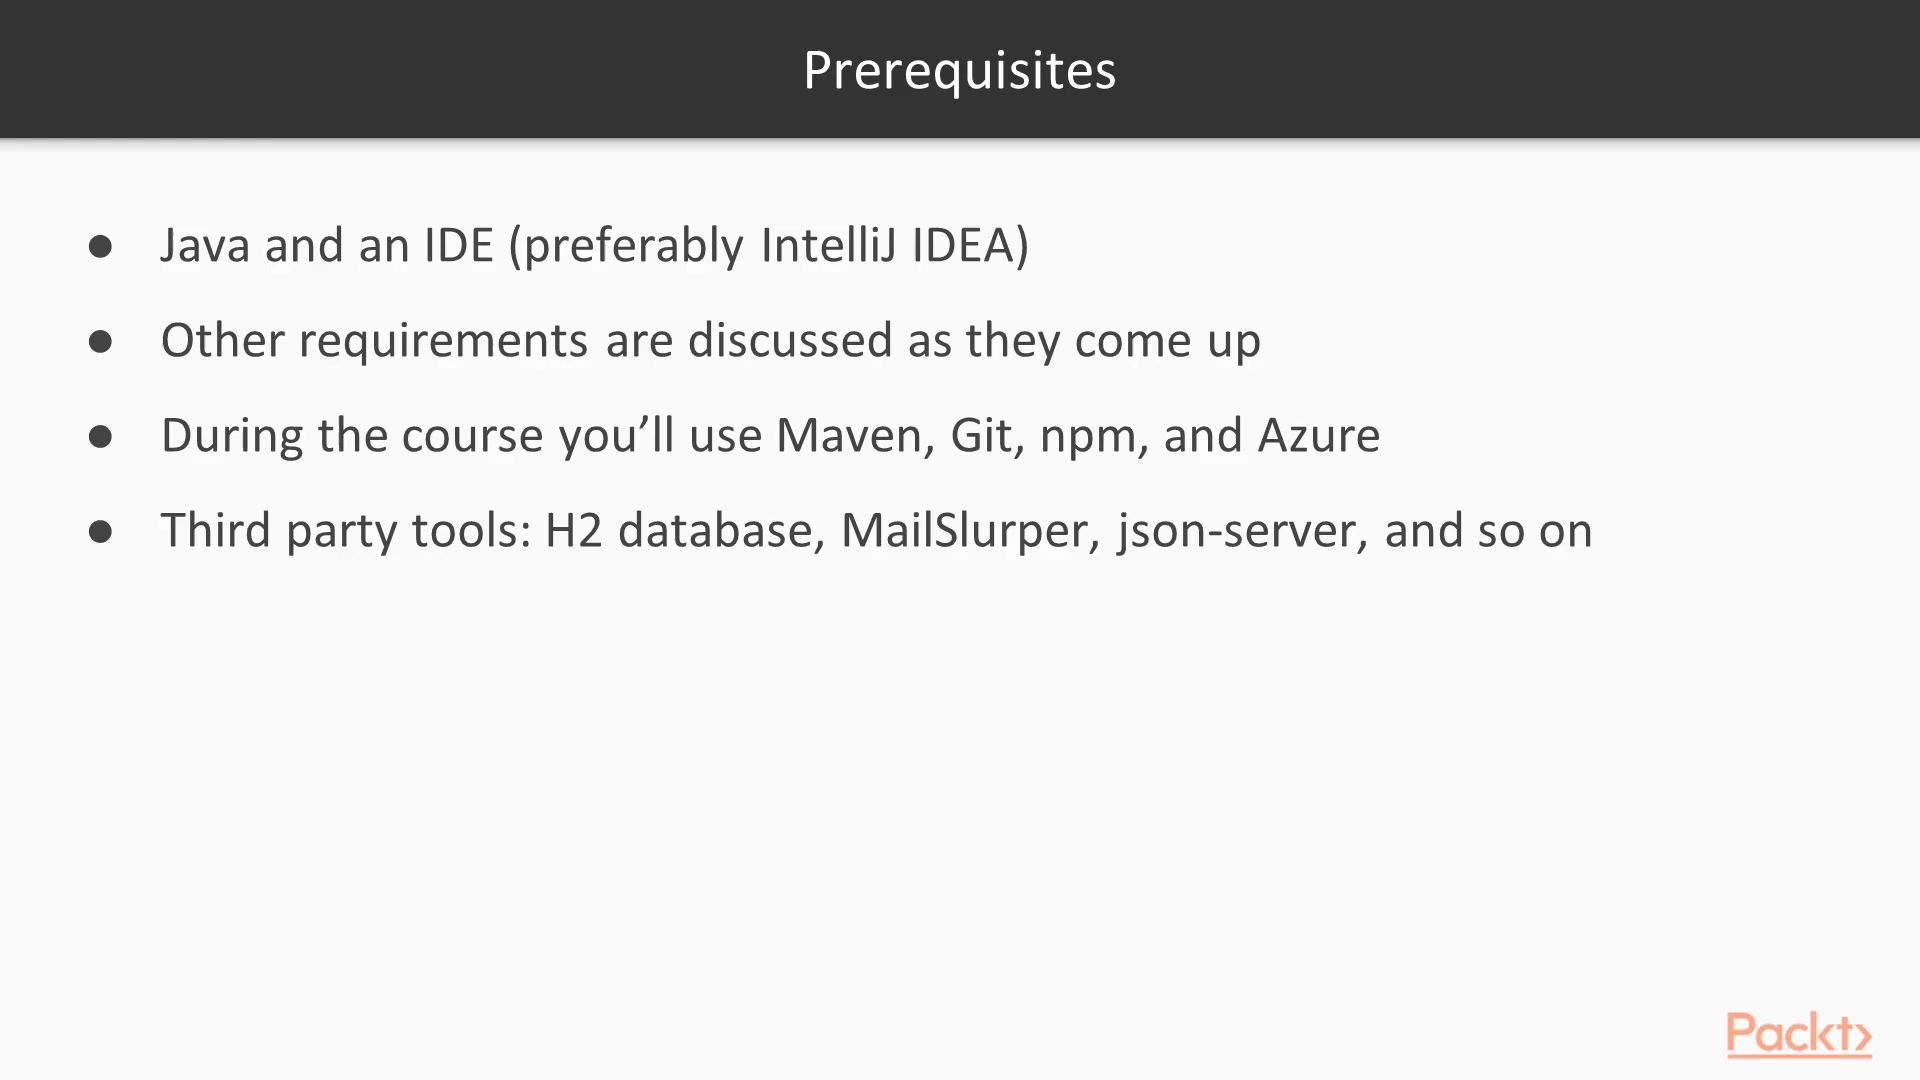 Prerequisites
● Java and an IDE (preferably IntelliJ IDEA)
● Other requirements are discussed as they come up
● During the course you’ll use Maven, Git, npm, and Azure
● Third party tools: H2 database, MailSlurper, json-server, and so on
Packt>